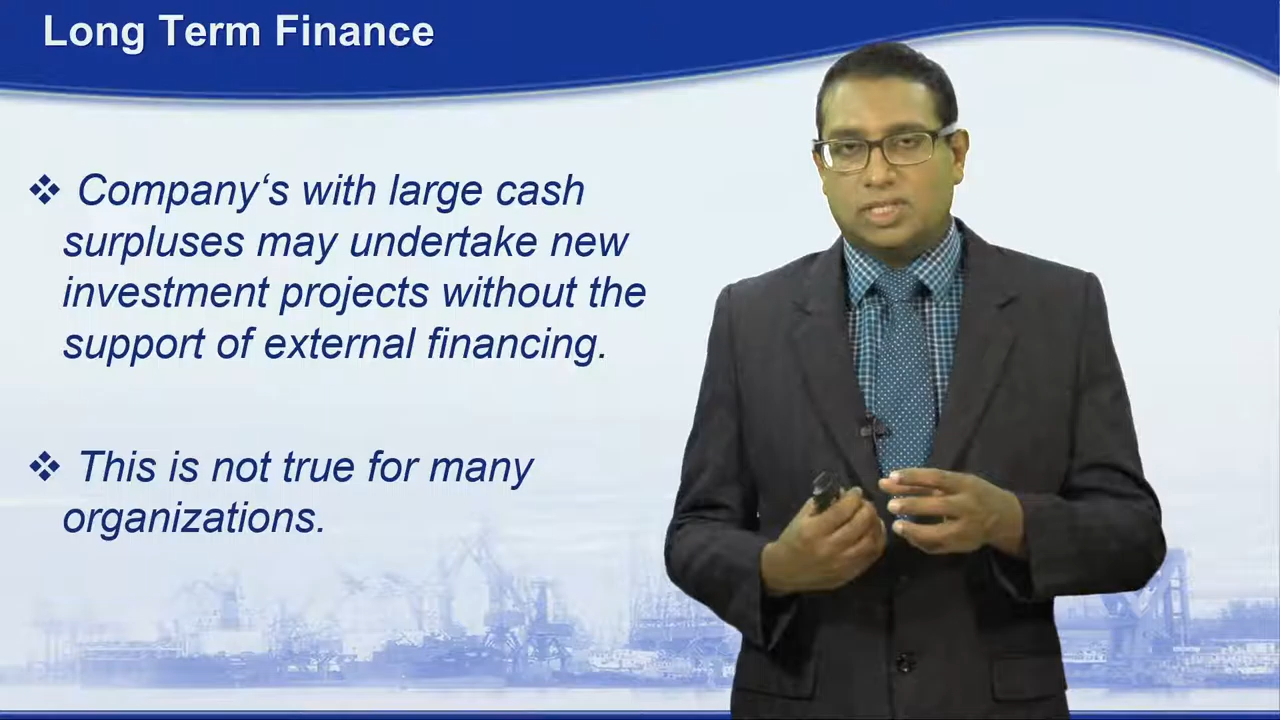 Long Term Finance
❖ Company‘s with large cash
surpluses may undertake new
investment projects without the
support of external financing.
❖ This is not true for many
organizations.